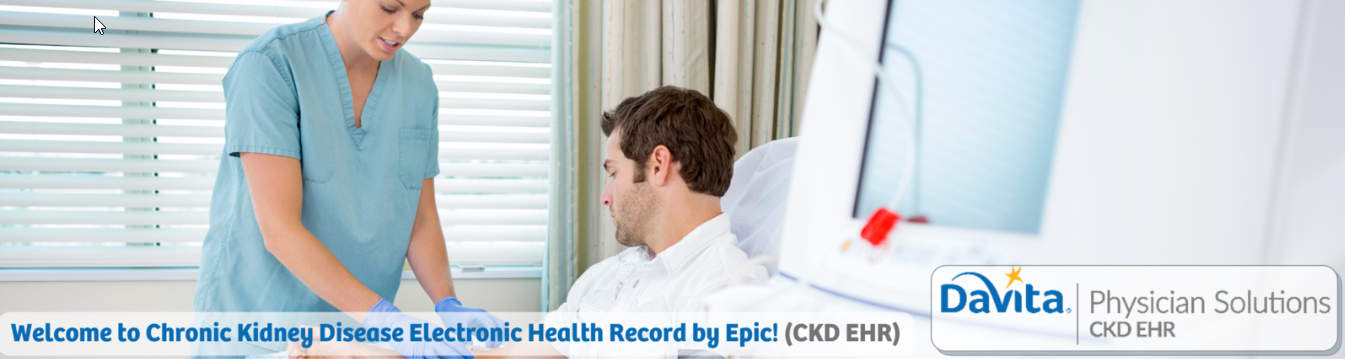 Welcome to Chronic Kidney Disease Electronic Health Record by Epic! (CKD EHR)
DaVita®
Physician Solutions
CKD EHR